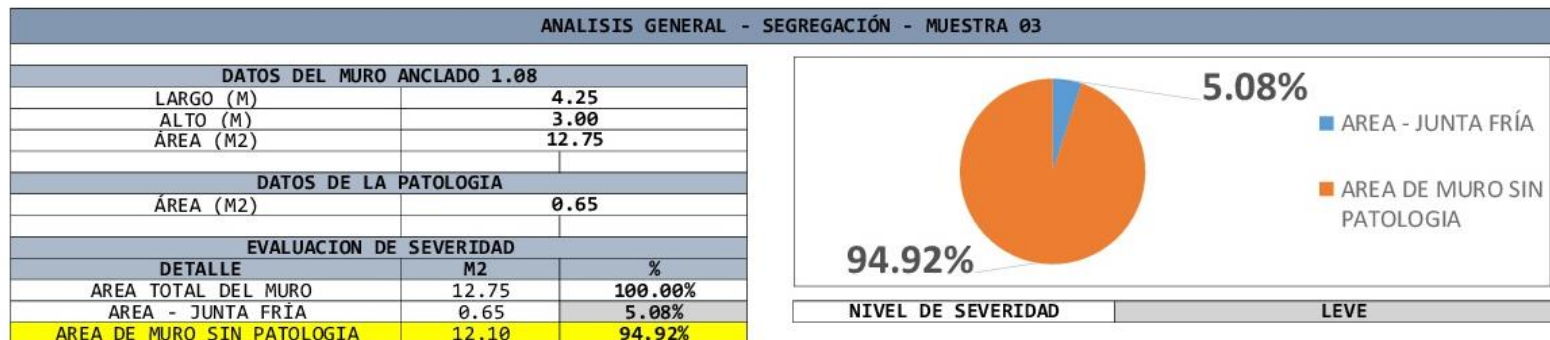 ANALISIS GENERAL - SEGREGACIÓN - MUESTRA 03
DATOS DEL MURO ANCLADO 1.08
LARGO (M) 4.25
ALTO (M) 3.00
ÁREA (M2) 12.75
DATOS DE LA PATOLOGIA
ÁREA (M2) 0.65
EVALUACION DE SEVERIDAD
DETALLE M2 %
AREA TOTAL DEL MURO 12.75 100.00%
AREA - JUNTA FRÍA 0.65 5.08%
AREA DE MURO SIN PATOLOGIA 12.10 94.92%
5.08%
94.92%
AREA - JUNTA FRÍA
AREA DE MURO SIN
PATOLOGIA
NIVEL DE SEVERIDAD LEVE